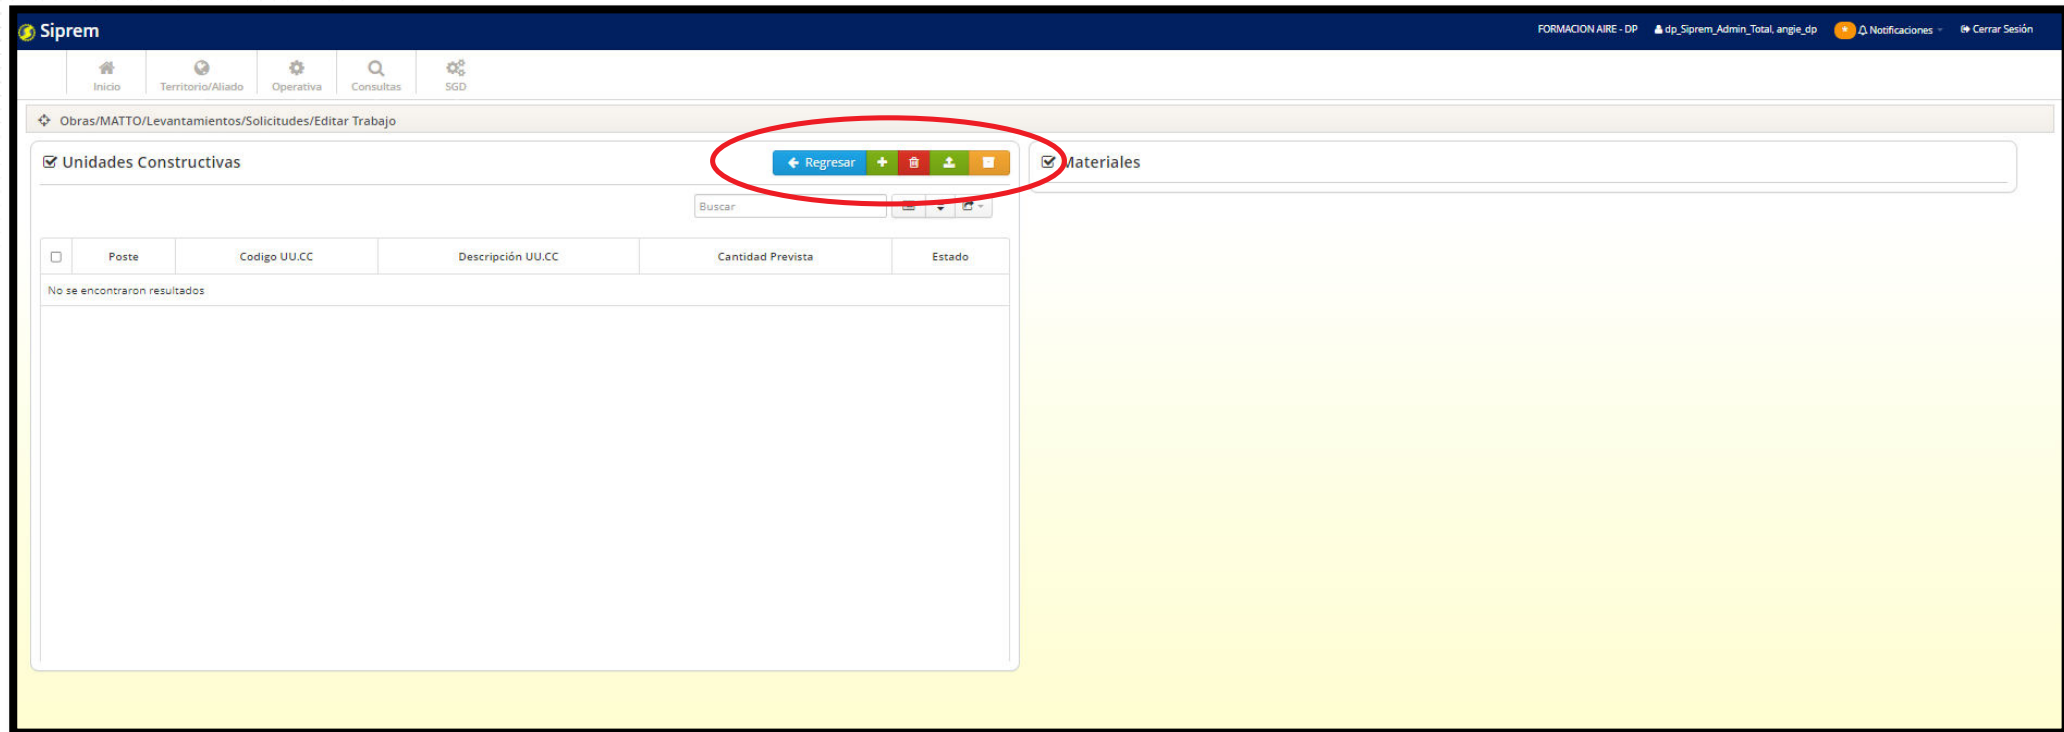 Siprem
FORMACION AIRE - DP dp_Siprem_Admin_Total, angie_dp Notificaciones Cerrar Sesión
Inicio Territorio/Aliado Operativa Consultas SGD
Obras/MATTO/Levantamientos/Solicitudes/Editar Trabajo
Unidades Constructivas
Regresar
Materiales
Buscar
Poste Codigo UU.CC Descripción UU.CC Cantidad Prevista Estado
No se encontraron resultados